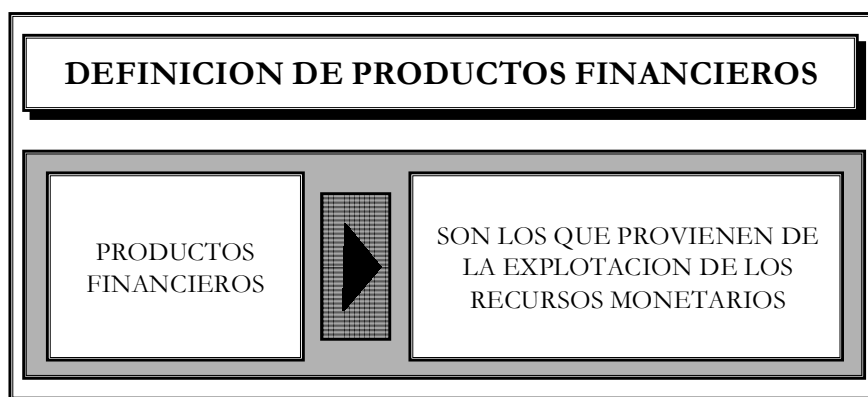 DEFINICION DE PRODUCTOS FINANCIEROS
PRODUCTOS
FINANCIEROS
SON LOS QUE PROVIENEN DE
LA EXPLOTACION DE LOS
RECURSOS MONETARIOS